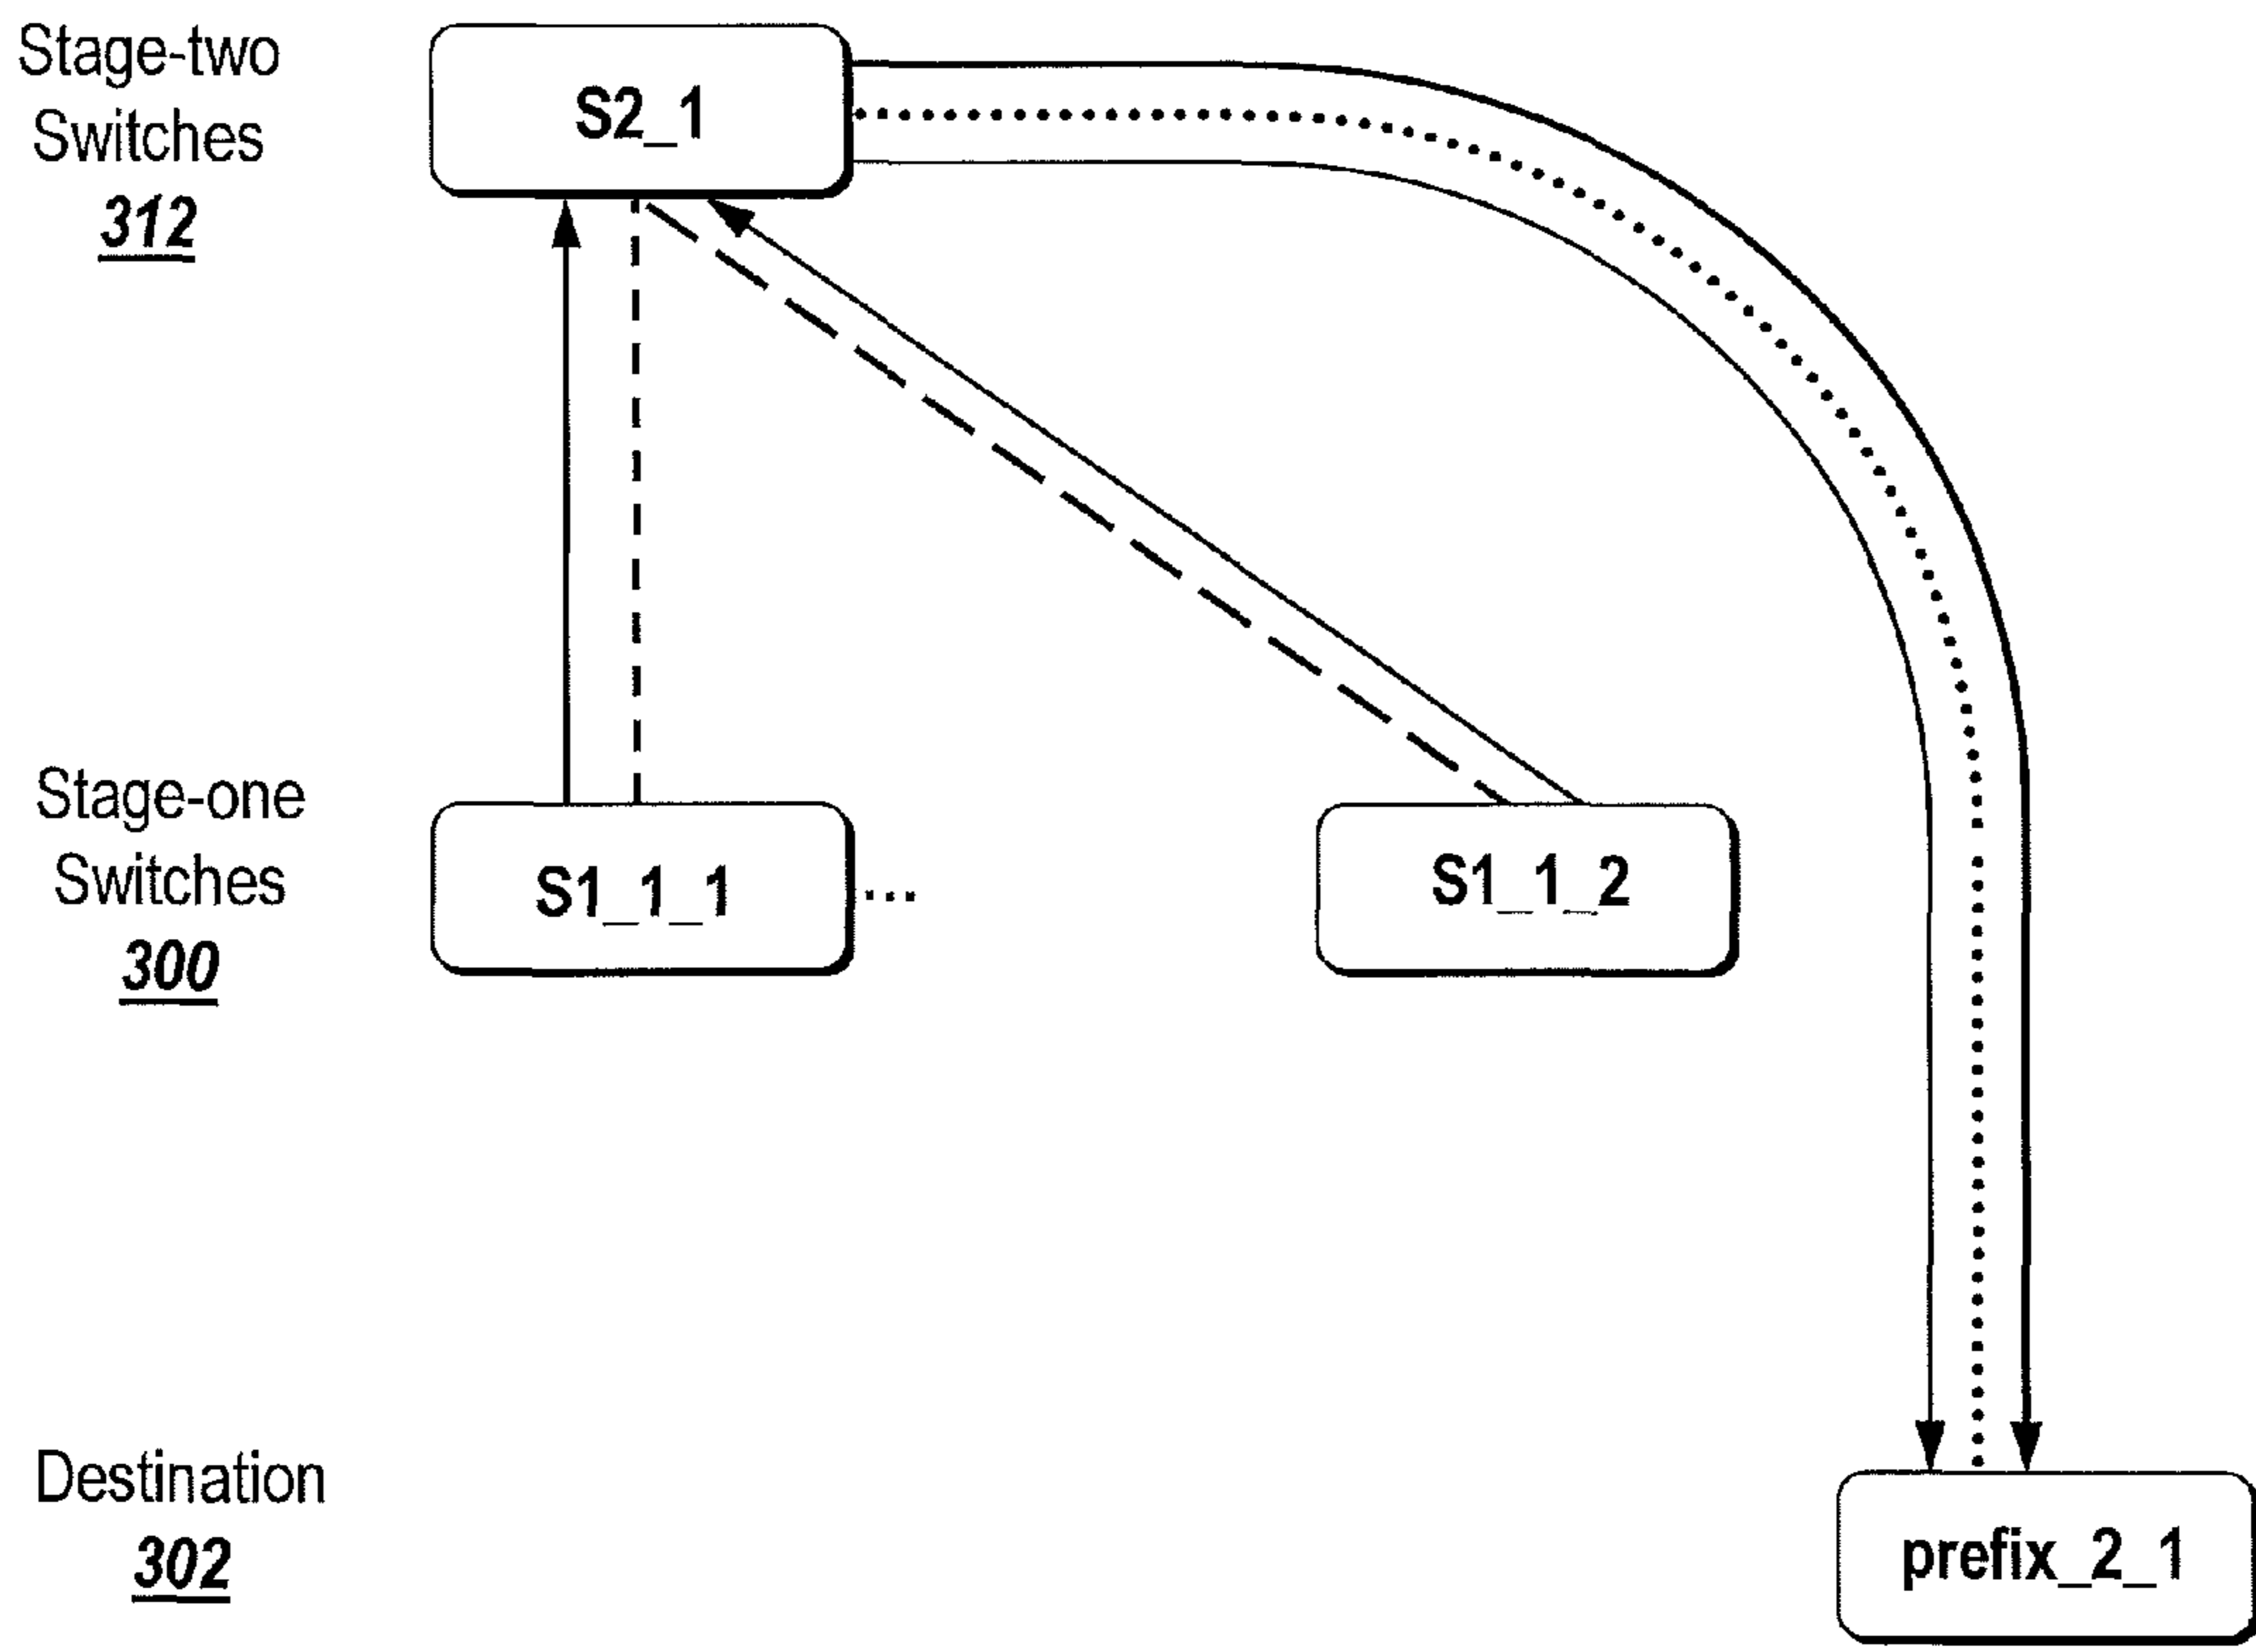 Stage-two
Switches
312
S2_1
Stage-one
Switches
300
S1_1_1
...
S1_1_2
Destination
302
prefix_2_1